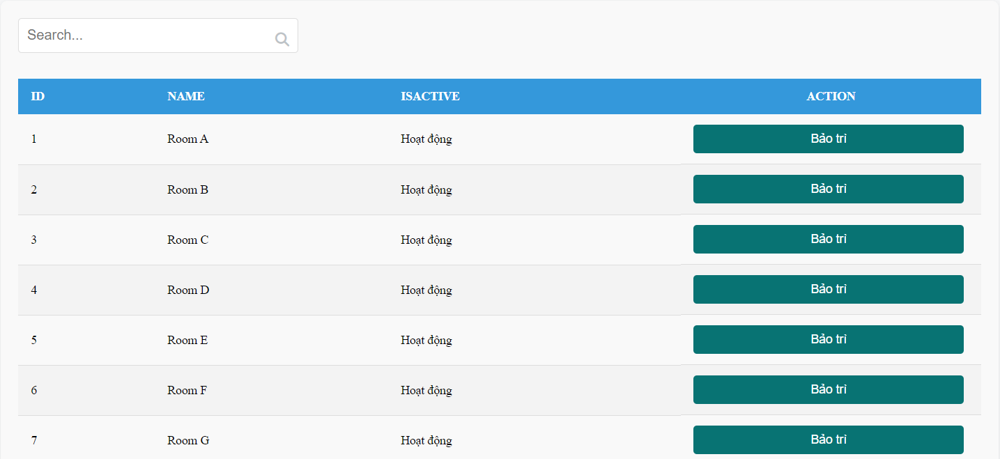 Search...
ID NAME ISACTIVE ACTION
1 Room A Hoạt động Bảo trì
2 Room B Hoạt động Bảo trì
3 Room C Hoạt động Bảo trì
4 Room D Hoạt động Bảo trì
5 Room E Hoạt động Bảo trì
6 Room F Hoạt động Bảo trì
7 Room G Hoạt động Bảo trì